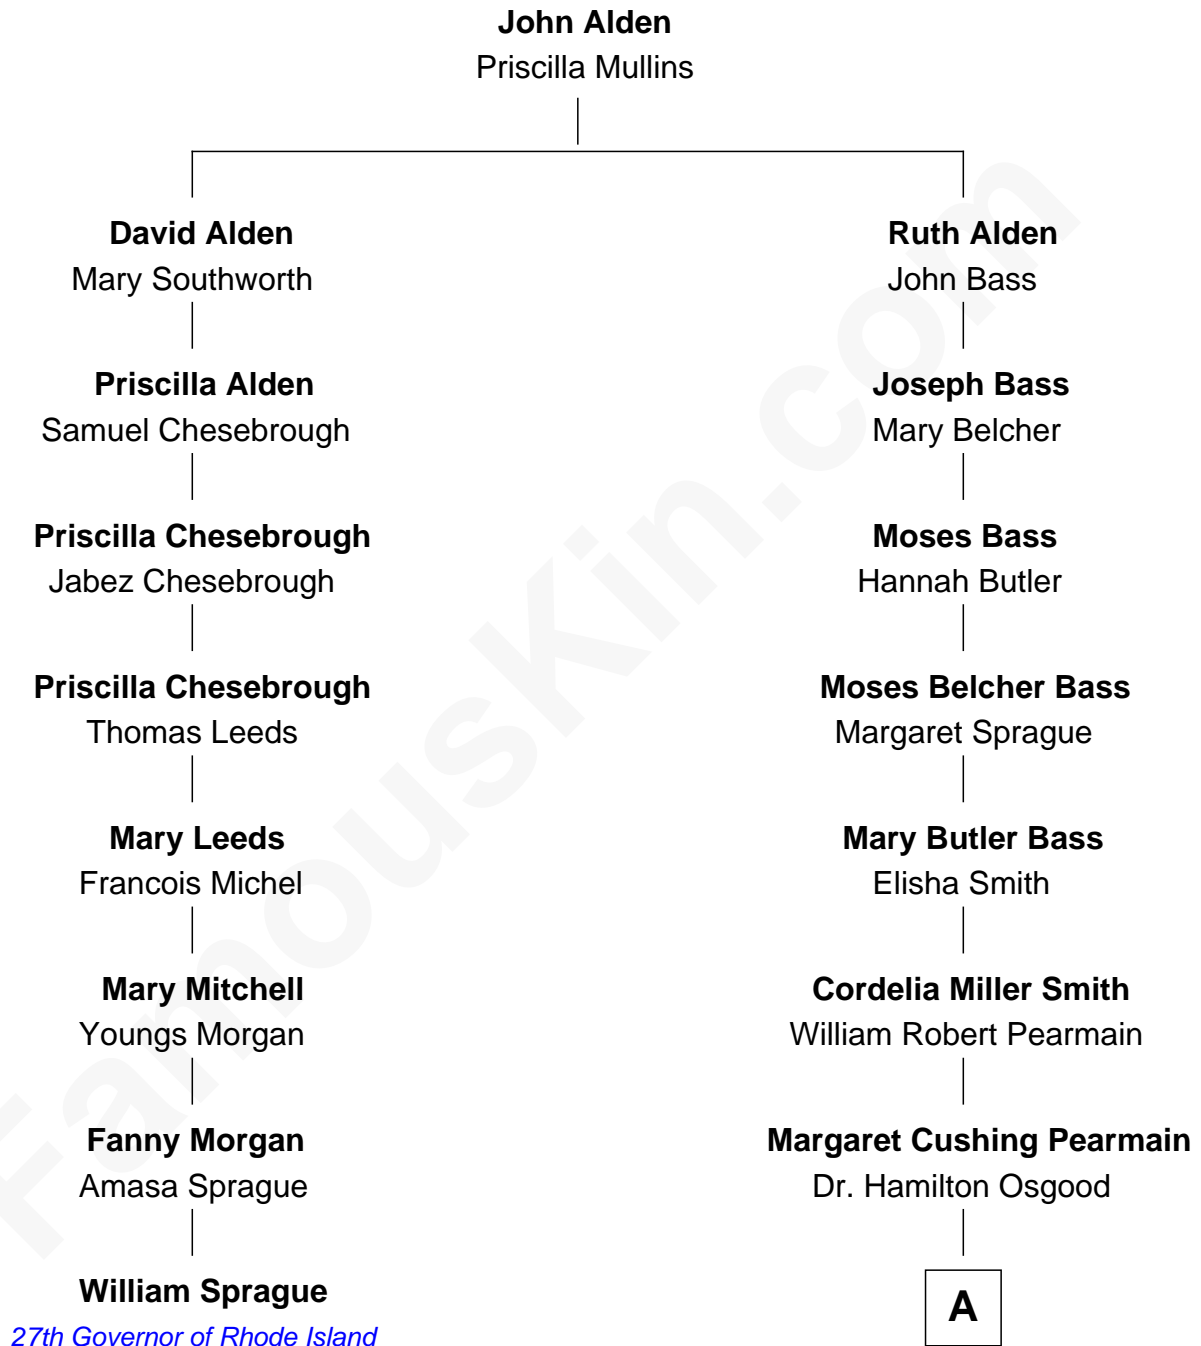 John Alden
Priscilla Mullins
David Alden
Mary Southworth
Ruth Alden
John Bass
Priscilla Alden
Samuel Chesebrough
Joseph Bass
Mary Belcher
Priscilla Chesebrough
Jabez Chesebrough
Moses Bass
Hannah Butler
Priscilla Chesebrough
Thomas Leeds
Moses Belcher Bass
Margaret Sprague
Mary Leeds
Francois Michel
Mary Butler Bass
Elisha Smith
Mary Mitchell
Youngs Morgan
Cordelia Miller Smith
William Robert Pearmain
Fanny Morgan
Amasa Sprague
Margaret Cushing Pearmain
Dr. Hamilton Osgood
William Sprague
27th Governor of Rhode Island
A
FamousKin.com